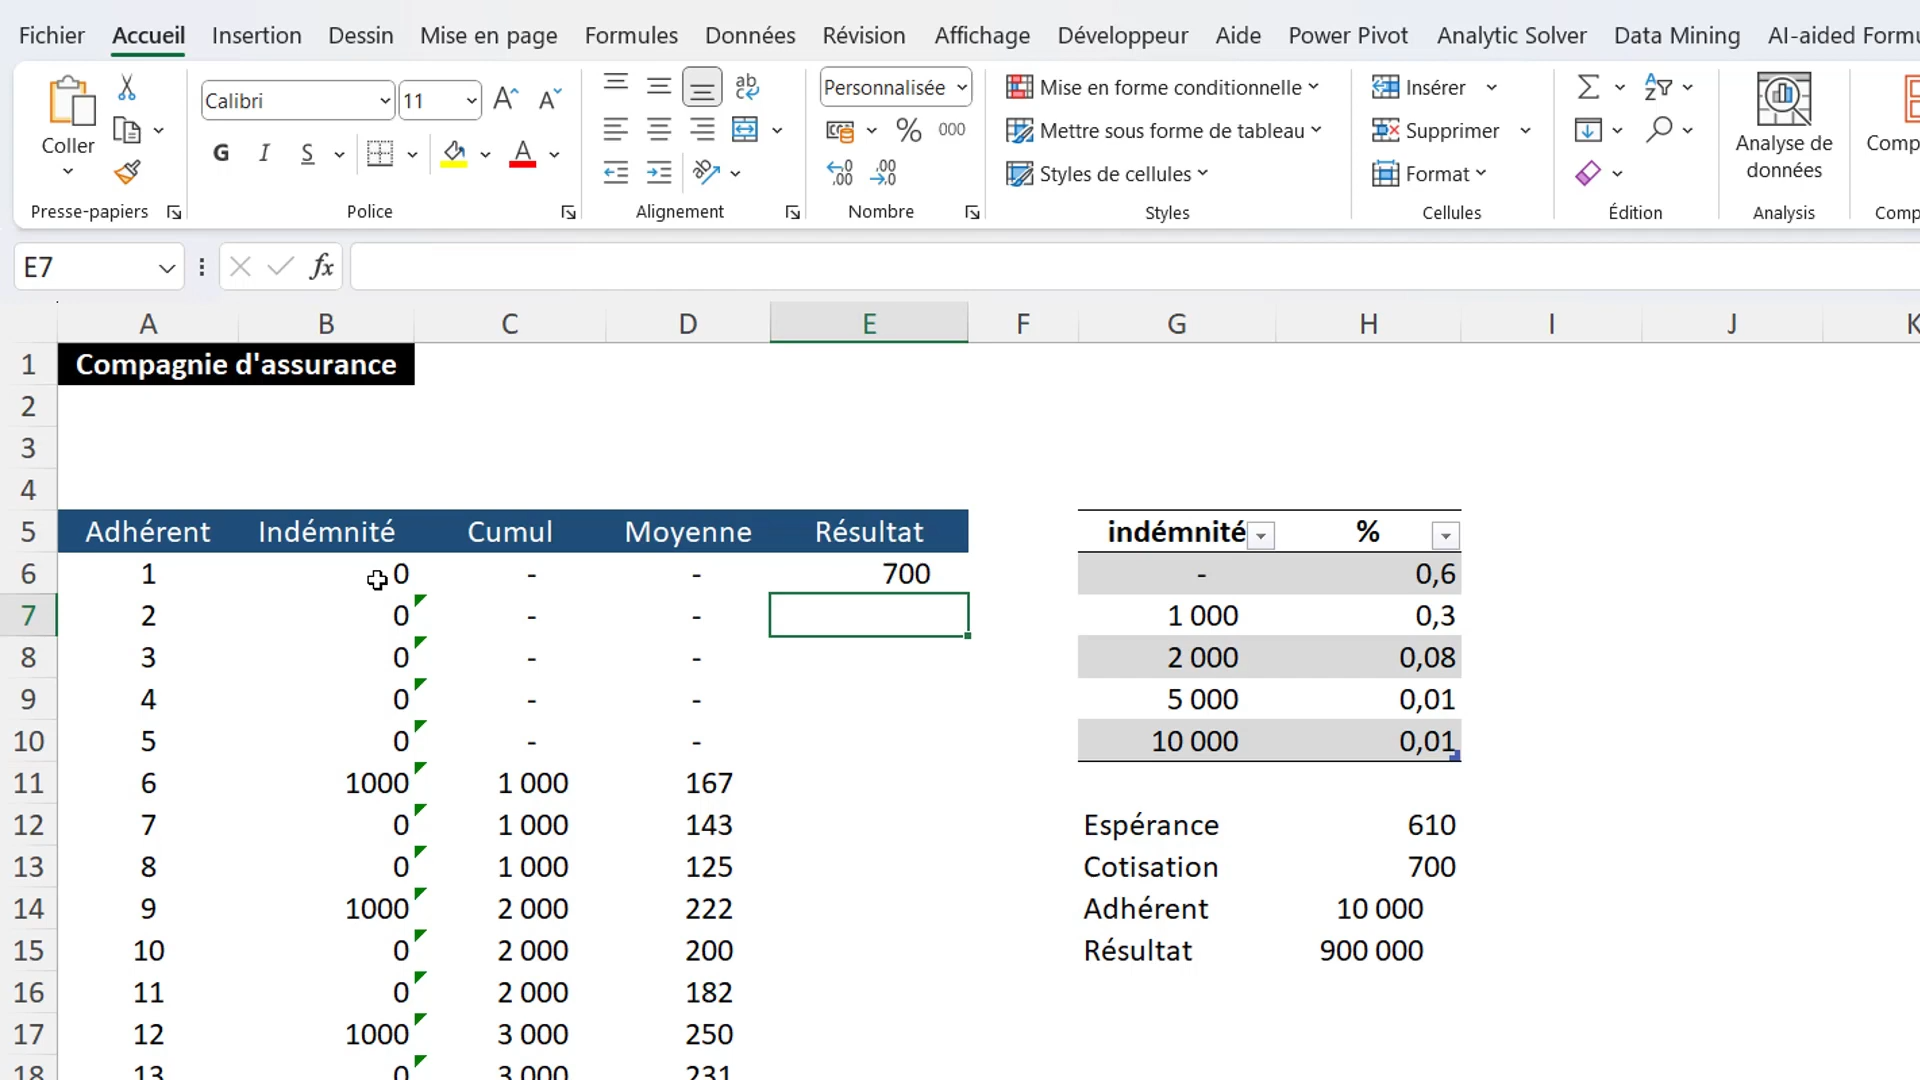 Fichier Accueil Insertion Dessin Mise en page Formules Données Révision Affichage Développeur Aide Power Pivot Analytic Solver Data Mining AI-aided Formu
Coller
Presse-papiers
Calibri 11
G I S
Police
ab
Alignement
Personnalisée
% 000
Nombre
Mise en forme conditionnelle
Mettre sous forme de tableau
Styles de cellules
Styles
Insérer
Supprimer
Format
Cellules
Édition
Analyse de
données
Analysis
Comp
Comp
E7 fx
A B C D E F G H I J K
1 Compagnie d'assurance
2
3
4
5 Adhérent Indémnité Cumul Moyenne Résultat indémnité %
6 1 0 - - 700 - 0,6
7 2 0 - - 1 000 0,3
8 3 0 - - 2 000 0,08
9 4 0 - - 5 000 0,01
10 5 0 - - 10 000 0,01
11 6 1000 1 000 167
12 7 0 1 000 143 Espérance 610
13 8 0 1 000 125 Cotisation 700
14 9 1000 2 000 222 Adhérent 10 000
15 10 0 2 000 200 Résultat 900 000
16 11 0 2 000 182
17 12 1000 3 000 250
18 13 0 3 000 231